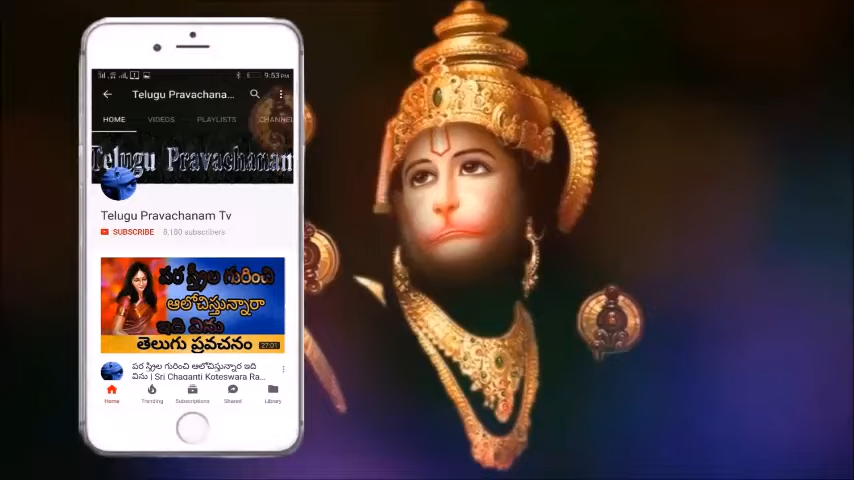 9:53 PM
Telugu Pravachana...
HOME VIDEOS PLAYLISTS CHANNEL
Telugu Pravachanam
Telugu Pravachanam Tv
SUBSCRIBE 8,180 subscribers
పర స్త్రీల గురించి
ఆలోచిస్తున్నారా
ఇది విను
తెలుగు ప్రవచనం
27:01
పర స్త్రీల గురించి ఆలోచిస్తున్నార ఇది
విను | Sri Chaganti Koteswara Ra...
Home Trending Subscriptions Shared Library